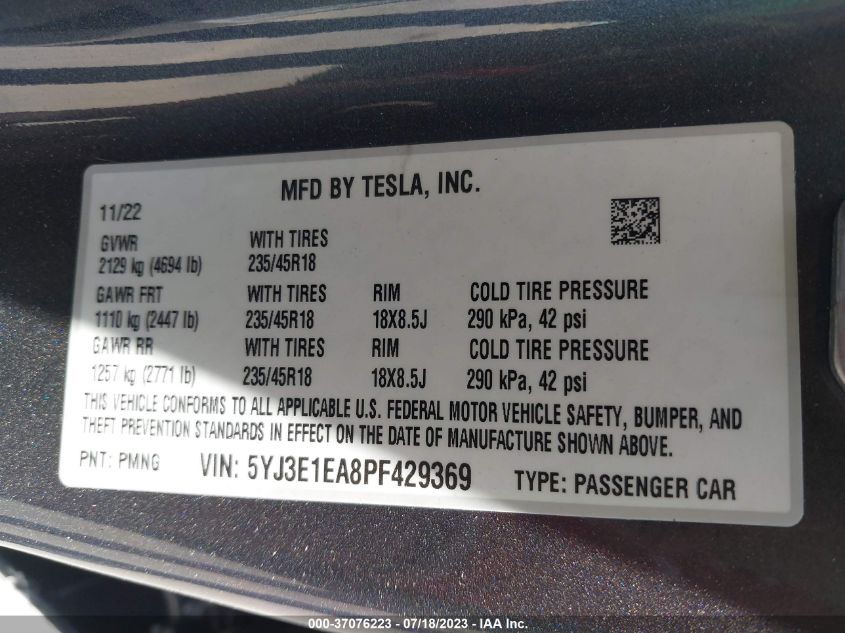 MFD BY TESLA, INC.
11/22
GVWR WITH TIRES
2129 kg (4694 lb) 235/45R18
GAWR FRT WITH TIRES RIM COLD TIRE PRESSURE
1110 kg (2447 lb) 235/45R18 18X8.5J 290 kPa, 42 psi
GAWR RR WITH TIRES RIM COLD TIRE PRESSURE
1257 kg (2771 lb) 235/45R18 18X8.5J 290 kPa, 42 psi
THIS VEHICLE CONFORMS TO ALL APPLICABLE U.S. FEDERAL MOTOR VEHICLE SAFETY, BUMPER, AND
THEFT PREVENTION STANDARDS IN EFFECT ON THE DATE OF MANUFACTURE SHOWN ABOVE.
PNT: PMNG VIN: 5YJ3E1EA8PF429369 TYPE: PASSENGER CAR
000-37076223 - 07/18/2023 - IAA Inc.